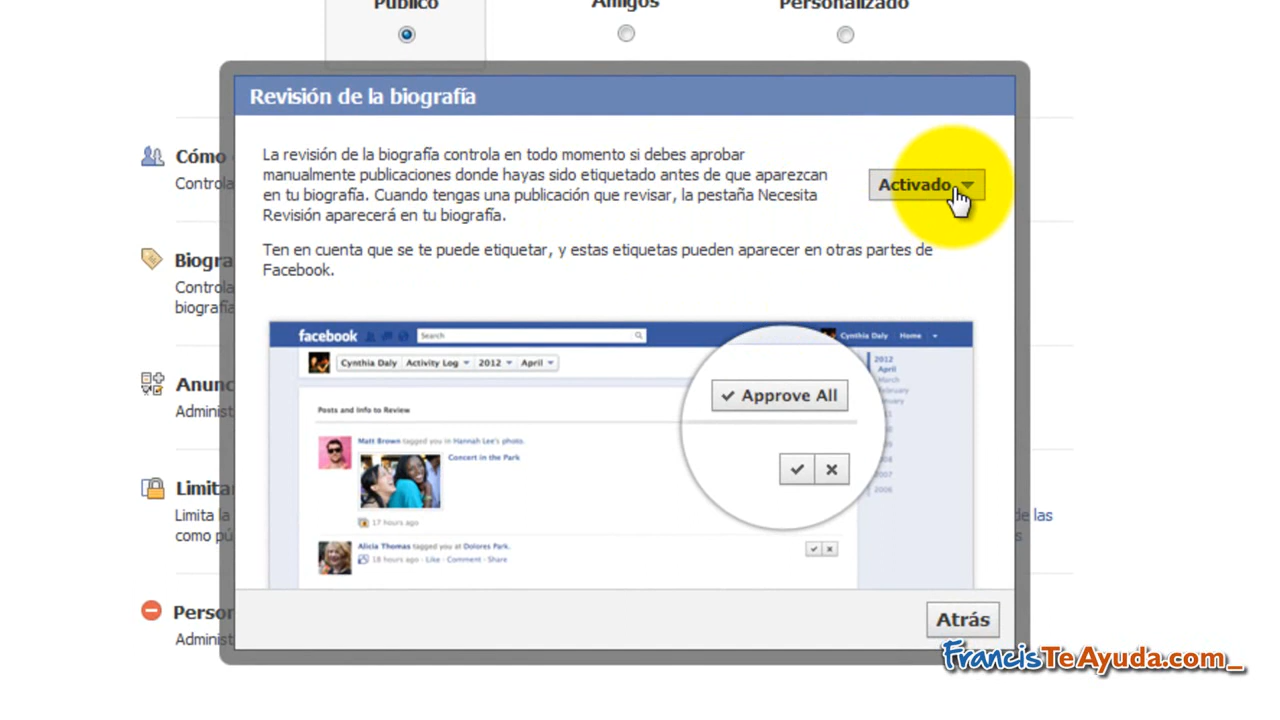 Público
Amigos
Personalizado
Revisión de la biografía
Cómo
Controla
La revisión de la biografía controla en todo momento si debes aprobar
manualmente publicaciones donde hayas sido etiquetado antes de que aparezcan
en tu biografía. Cuando tengas una publicación que revisar, la pestaña Necesita
Revisión aparecerá en tu biografía.
Activado
Ten en cuenta que se te puede etiquetar, y estas etiquetas pueden aparecer en otras partes de
Facebook.
Biogra
Controla
biografía
facebook
Search
Cynthia Daly
Home
Cynthia Daly
Activity Log
2012
April
2012
April
March
Posts and Info to Review
Approve All
Matt Brown tagged you in Hannah Lee's photo.
Concert in the Park
17 hours ago
2007
2006
Alicia Thomas tagged you at Dolores Park.
18 hours ago · Like · Comment · Share
Anunc
Administ
Limitar
Limita la
de las
como pú
Person
Administ
Atrás
FrancisTeAyuda.com_